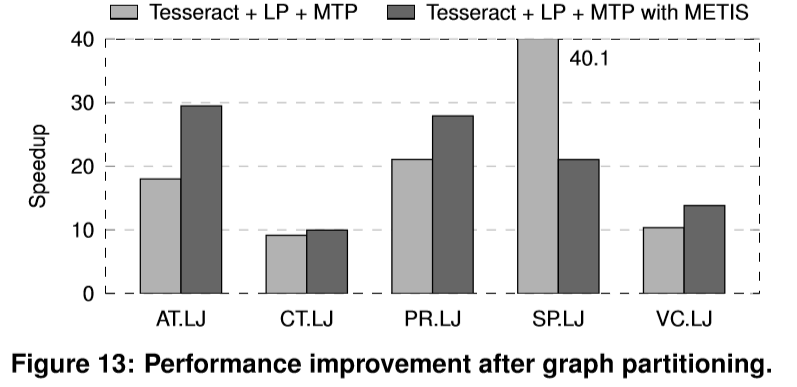 Tesseract + LP + MTP
Tesseract + LP + MTP with METIS
40
40.1
30
20
10
0
Speedup
AT.LJ
CT.LJ
PR.LJ
SP.LJ
VC.LJ
Figure 13: Performance improvement after graph partitioning.